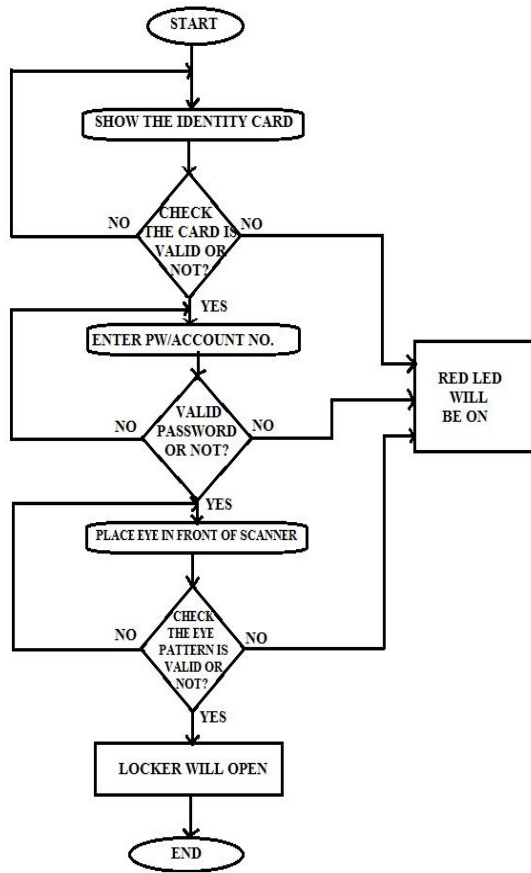 START
SHOW THE IDENTITY CARD
NO
CHECK
THE CARD IS
VALID OR
NOT?
NO
YES
ENTER PW/ACCOUNT NO.
NO
VALID
PASSWORD
OR NOT?
NO
RED LED
WILL
BE ON
YES
PLACE EYE IN FRONT OF SCANNER
NO
CHECK
THE EYE
PATTERN IS
VALID OR
NOT?
NO
YES
LOCKER WILL OPEN
END